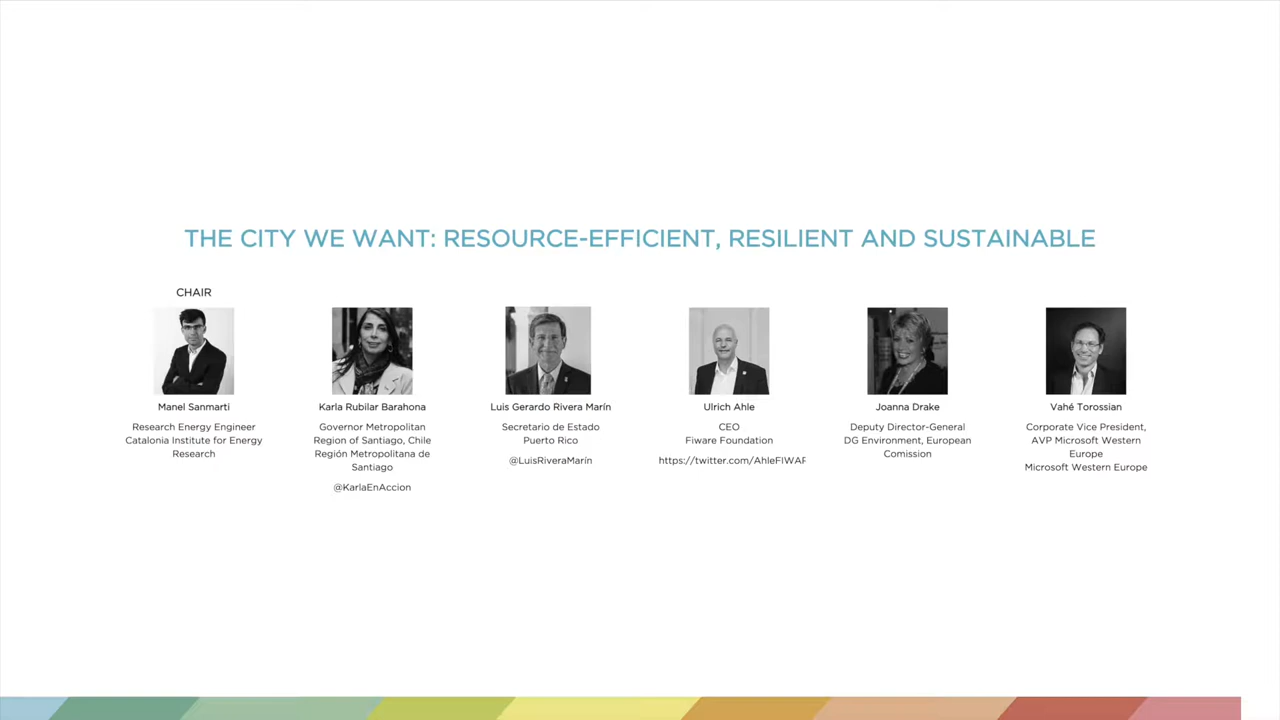 THE CITY WE WANT: RESOURCE-EFFICIENT, RESILIENT AND SUSTAINABLE
CHAIR
Manel Sanmarti
Research Energy Engineer
Catalonia Institute for Energy
Research
Karla Rubilar Barahona
Governor Metropolitan
Region of Santiago, Chile
Región Metropolitana de
Santiago
@KarlaEnAccion
Luis Gerardo Rivera Marín
Secretario de Estado
Puerto Rico
@LuisRiveraMarín
Ulrich Ahle
CEO
Fiware Foundation
https://twitter.com/AhleFIWAR
Joanna Drake
Deputy Director-General
DG Environment, European
Comission
Vahé Torossian
Corporate Vice President,
AVP Microsoft Western
Europe
Microsoft Western Europe